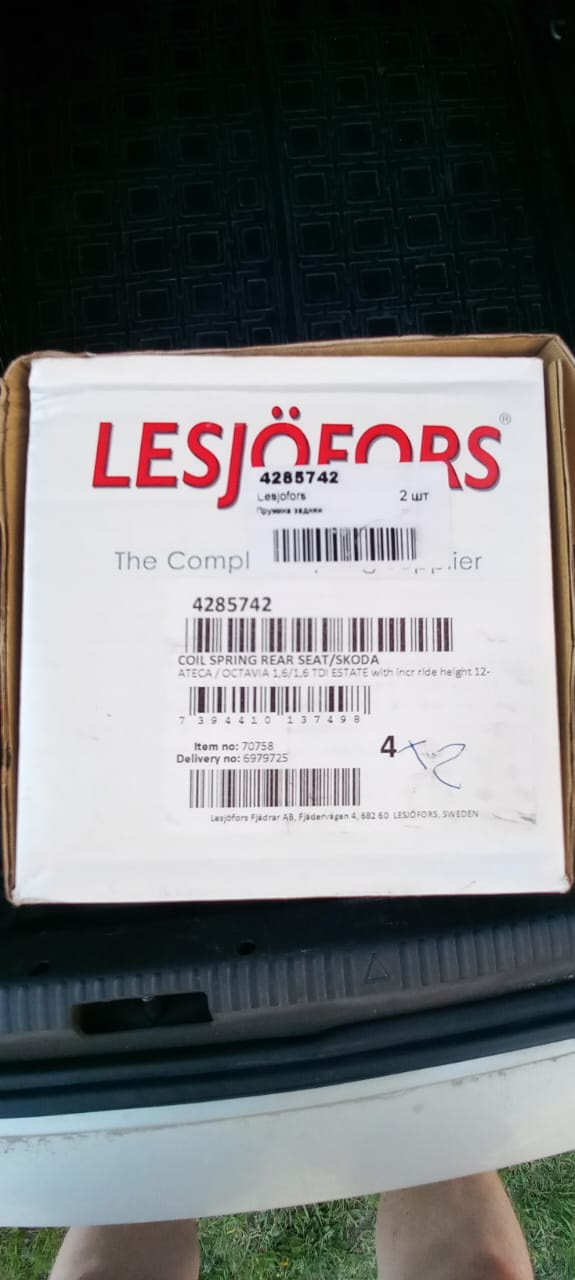 LESJÖFORS®
4285742
Lesjofors 2 шт
Пружина задняя
The Compl pplier
4285742
COIL SPRING REAR SEAT/SKODA
ATECA / OCTAVIA 1,6/1,6 TDI ESTATE with incr ride height 12-
7 394410 137498
Item no: 70758
Delivery no: 6979725
4 x2
Lesjöfors Fjädrar AB, Fjädervägen 4, 682 60 LESJÖFORS, SWEDEN